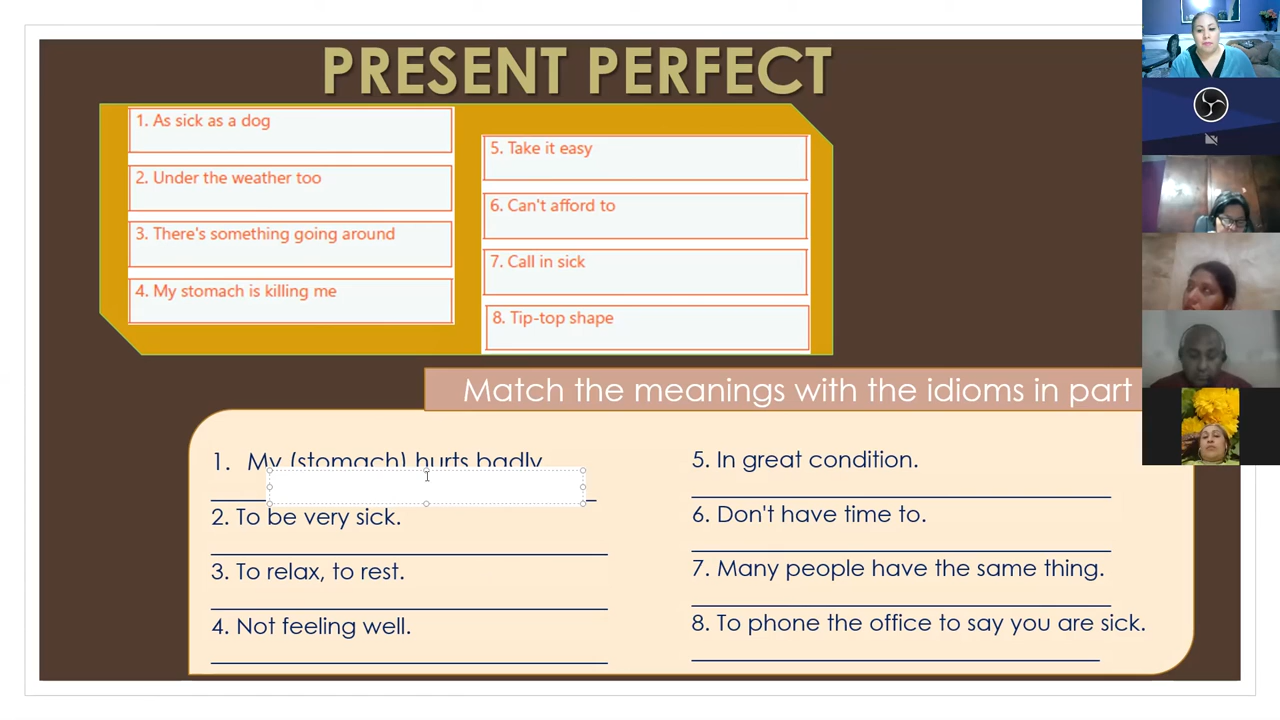 PRESENT PERFECT
1. As sick as a dog
2. Under the weather too
3. There's something going around
4. My stomach is killing me
5. Take it easy
6. Can't afford to
7. Call in sick
8. Tip-top shape
Match the meanings with the idioms in part
1. My (stomach) hurts badly
2. To be very sick.
3. To relax, to rest.
4. Not feeling well.
5. In great condition.
6. Don't have time to.
7. Many people have the same thing.
8. To phone the office to say you are sick.